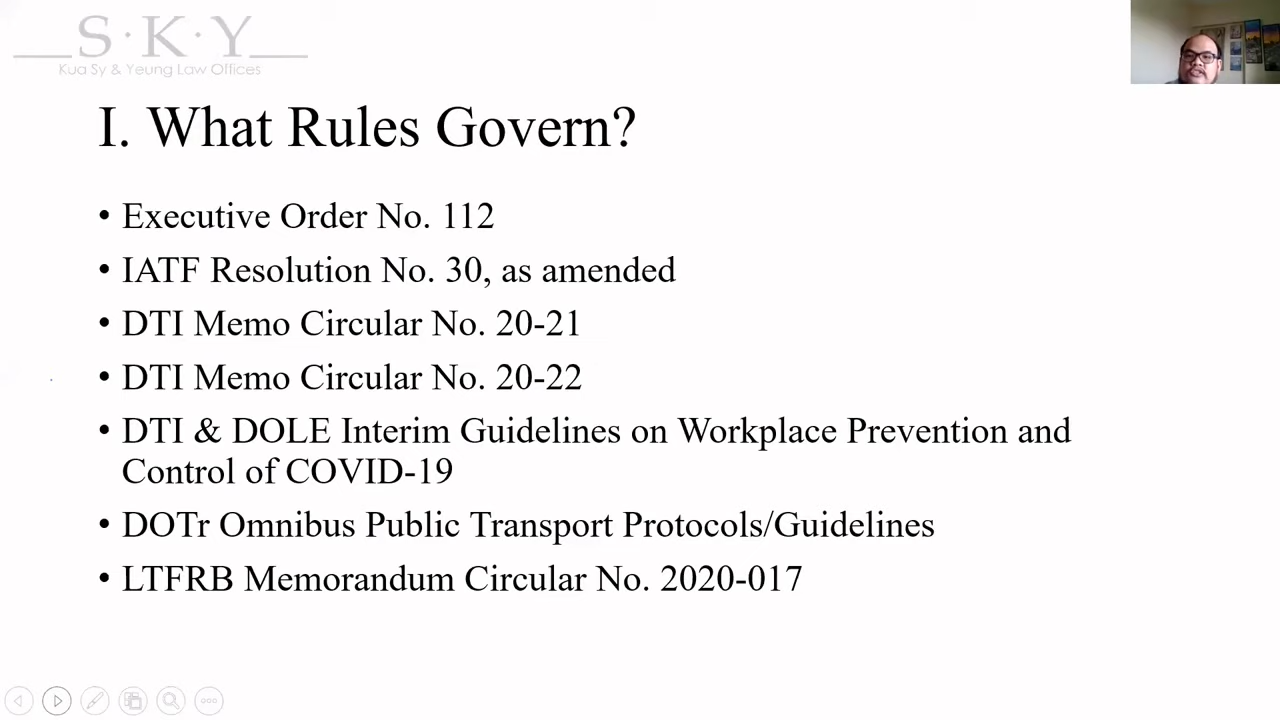 S·K·Y
Kua Sy & Yeung Law Offices
I. What Rules Govern?
• Executive Order No. 112
• IATF Resolution No. 30, as amended
• DTI Memo Circular No. 20-21
• DTI Memo Circular No. 20-22
• DTI & DOLE Interim Guidelines on Workplace Prevention and
Control of COVID-19
• DOTr Omnibus Public Transport Protocols/Guidelines
• LTFRB Memorandum Circular No. 2020-017